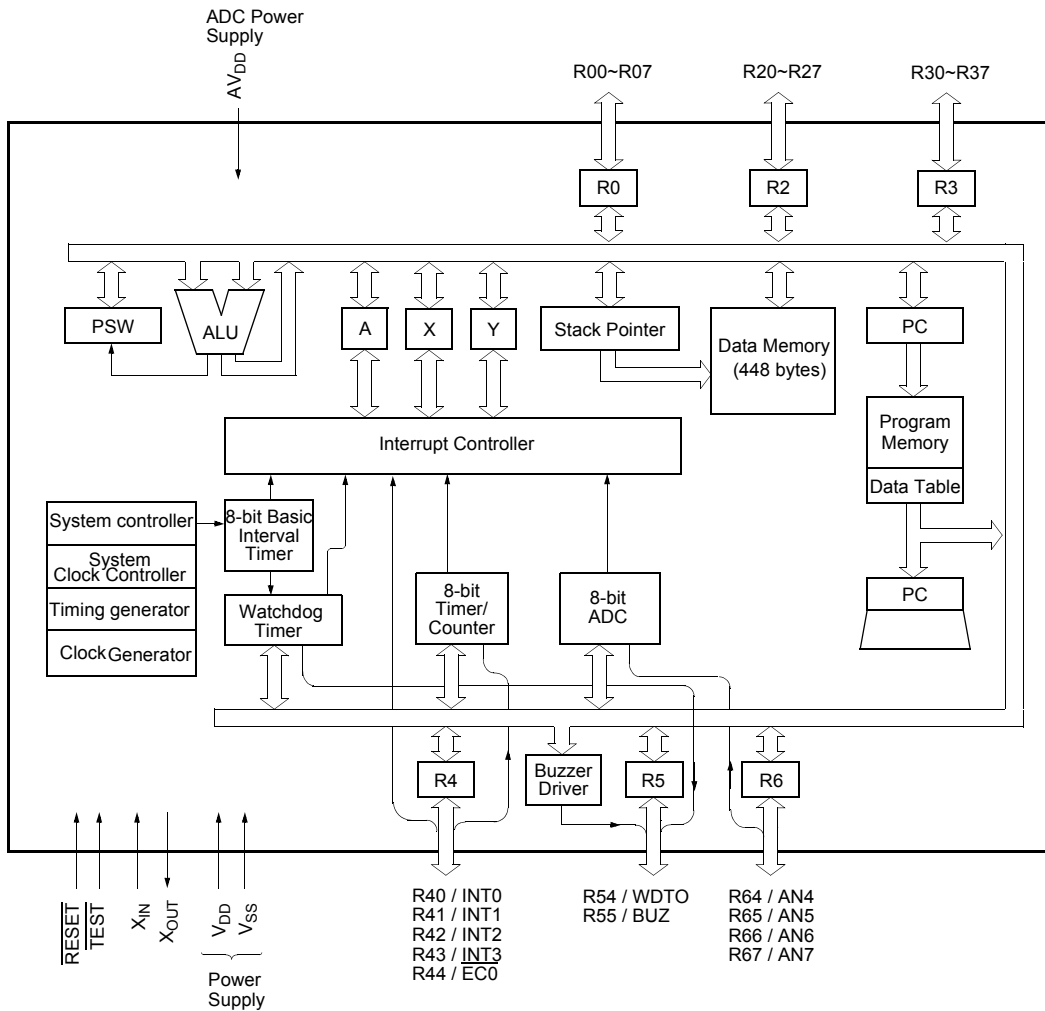 ADC Power
Supply
AVDD
R00~R07
R20~R27
R30~R37
R0
R2
R3
PSW
ALU
A
X
Y
Stack Pointer
Data Memory
(448 bytes)
PC
Program
Memory
Data Table
Interrupt Controller
System controller
System
Clock Controller
Timing generator
Clock Generator
8-bit Basic
Interval
Timer
Watchdog
Timer
8-bit
Timer/
Counter
8-bit
ADC
PC
R4
Buzzer
Driver
R5
R6
RESET
TEST
XIN
XOUT
VDD
VSS
Power
Supply
R40 / INT0
R41 / INT1
R42 / INT2
R43 / INT3
R44 / EC0
R54 / WDTO
R55 / BUZ
R64 / AN4
R65 / AN5
R66 / AN6
R67 / AN7